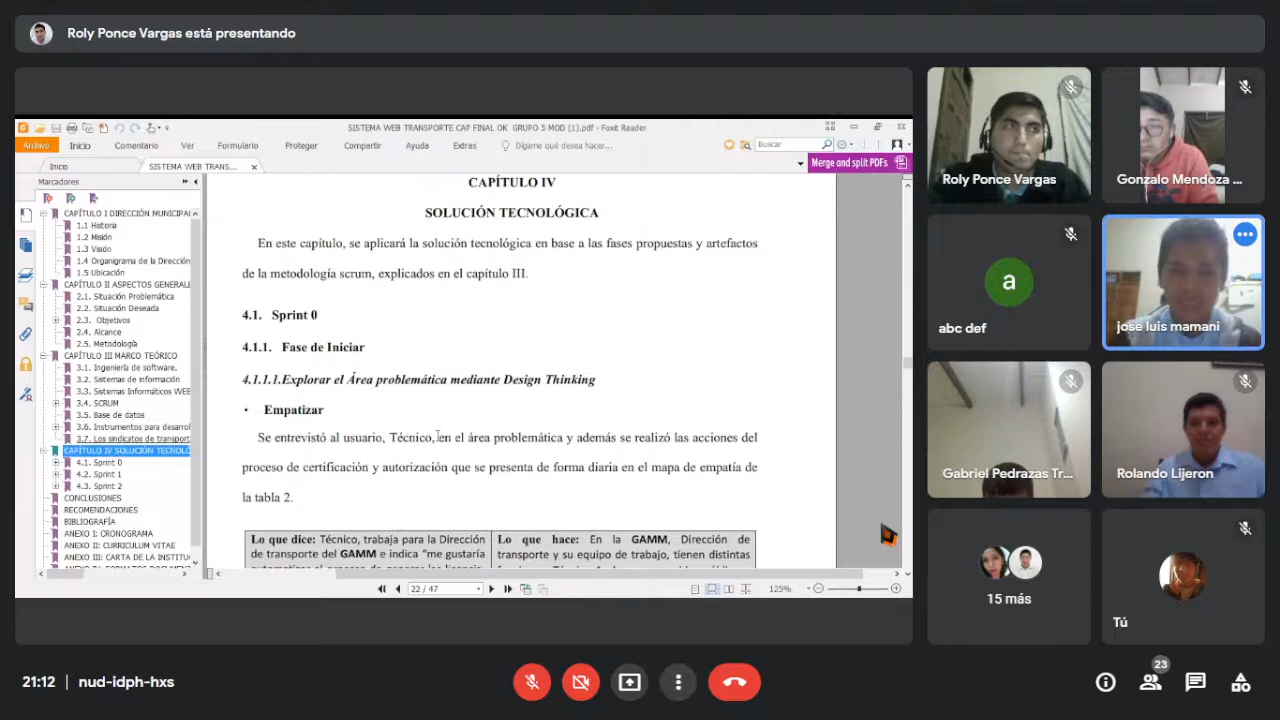 Roly Ponce Vargas está presentando
SISTEMA WEB TRANSPORTE CAP FINAL OK GRUPO 5 MOD (1).pdf - Foxit Reader
Archivo Inicio Comentario Ver Formulario Proteger Compartir Ayuda Extras Dígame qué desea hacer... Buscar
Inicio SISTEMA WEB TRANS... Merge and split PDFs
Marcadores
CAPÍTULO I DIRECCIÓN MUNICIPA
1.1 Historia
1.2 Misión
1.3 Visión
1.4 Organigrama de la Dirección
1.5 Ubicación
CAPÍTULO II ASPECTOS GENERALE
2.1. Situación Problemática
2.2. Situación Deseada
2.3. Objetivos
2.4. Alcance
2.5. Metodología
CAPÍTULO III MARCO TEÓRICO
3.1. Ingeniería de software.
3.2. Sistemas de información
3.3. Sistemas Informáticos WEB
3.4. SCRUM
3.5. Base de datos
3.6. Instrumentos para desarrol
3.7. Los sindicatos de transport
CAPÍTULO IV SOLUCIÓN TECNOLÓ
4.1. Sprint 0
4.2. Sprint 1
4.3. Sprint 2
CONCLUSIONES
RECOMENDACIONES
BIBLIOGRAFÍA
ANEXO I: CRONOGRAMA
ANEXO II: CURRICULUM VITAE
ANEXO III: CARTA DE LA INSTITU
CAPÍTULO IV
SOLUCIÓN TECNOLÓGICA
En este capítulo, se aplicará la solución tecnológica en base a las fases propuestas y artefactos
de la metodología scrum, explicados en el capítulo III.
4.1. Sprint 0
4.1.1. Fase de Iniciar
4.1.1.1.Explorar el Área problemática mediante Design Thinking
• Empatizar
Se entrevistó al usuario, Técnico, en el área problemática y además se realizó las acciones del
proceso de certificación y autorización que se presenta de forma diaria en el mapa de empatía de
la tabla 2.
Lo que dice: Técnico, trabaja para la Dirección
de transporte del GAMM e indica "me gustaría
Lo que hace: En la GAMM, Dirección de
transporte y su equipo de trabajo, tienen distintas
22 / 47
125%
Roly Ponce Vargas
Gonzalo Mendoza ...
a
abc def
jose luis mamani
Gabriel Pedrazas Tr...
Rolando Lijeron
15 más
Tú
21:12 | nud-idph-hxs
23